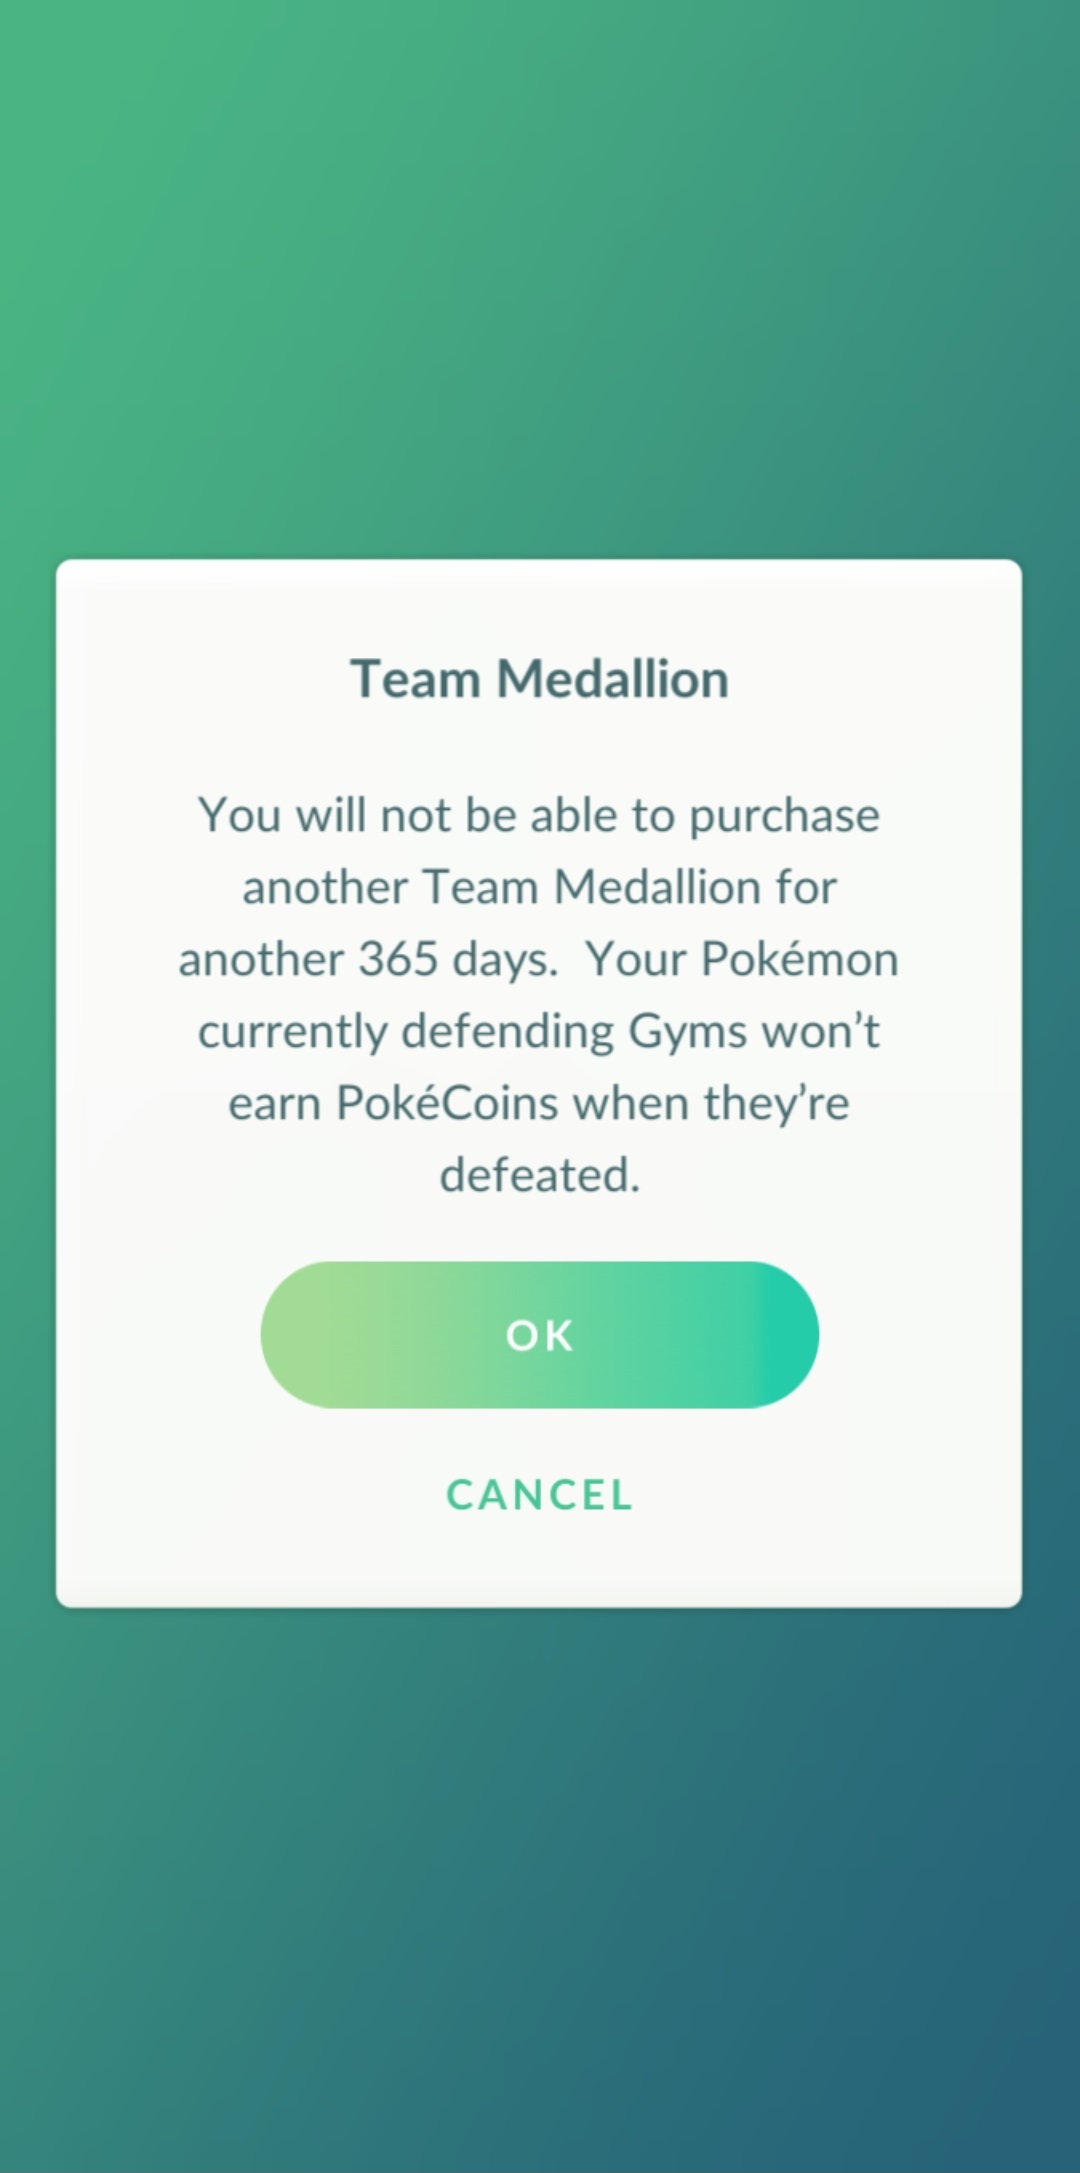 Team Medallion
You will not be able to purchase
another Team Medallion for
another 365 days.  Your Pokémon
currently defending Gyms won’t
earn PokéCoins when they’re
defeated.
OK
CANCEL